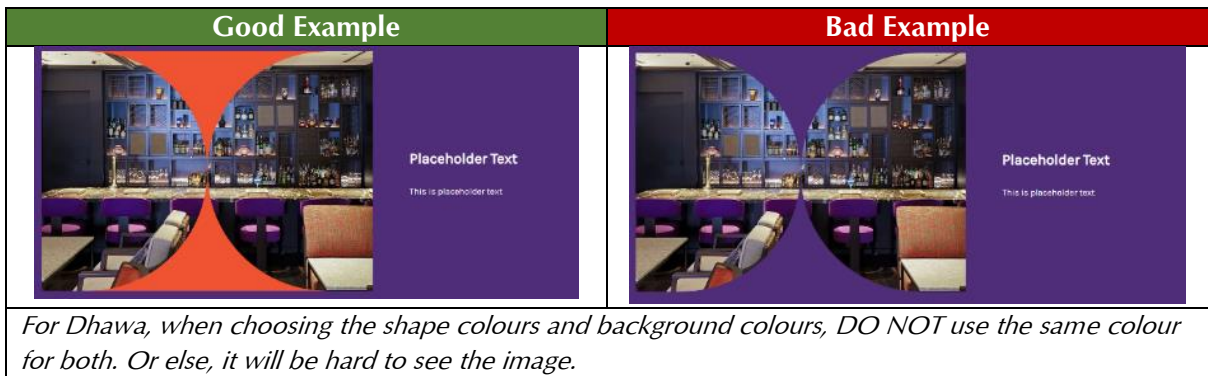 Good Example
Bad Example
Placeholder Text
This is placeholder text
Placeholder Text
This is placeholder text
For Dhawa, when choosing the shape colours and background colours, DO NOT use the same colour
for both. Or else, it will be hard to see the image.